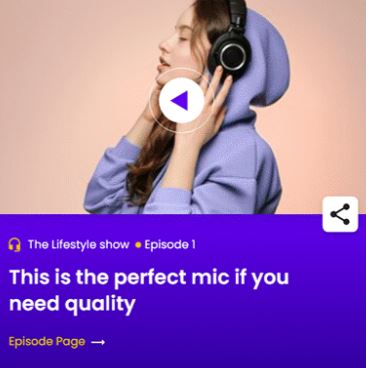 The Lifestyle show • Episode 1
This is the perfect mic if you
need quality
Episode Page →